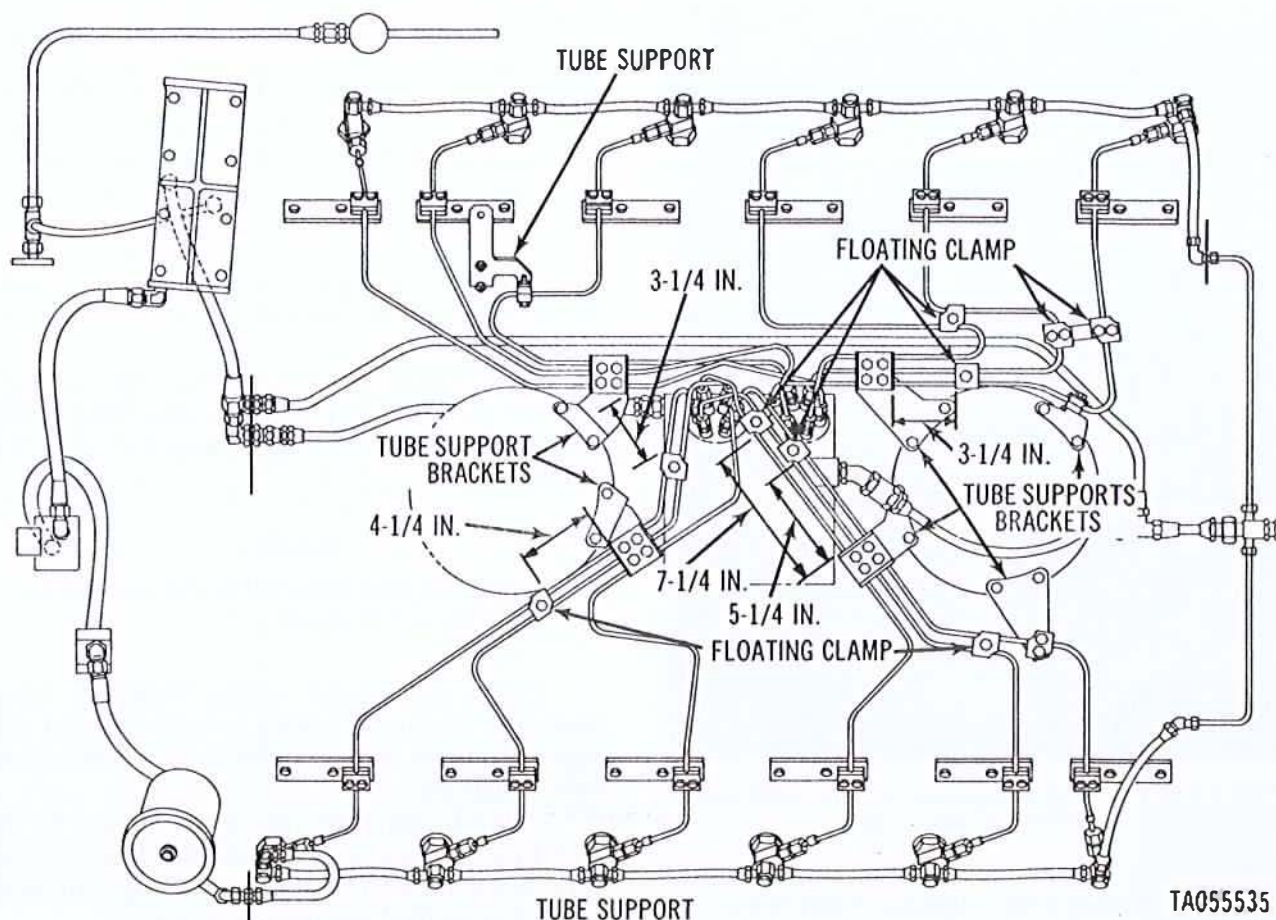 TUBE SUPPORT
FLOATING CLAMP
3-1/4 IN.
TUBE SUPPORT
BRACKETS
3-1/4 IN.
TUBE SUPPORTS
BRACKETS
4-1/4 IN.
7-1/4 IN.
5-1/4 IN.
FLOATING CLAMP
TUBE SUPPORT
TA055535